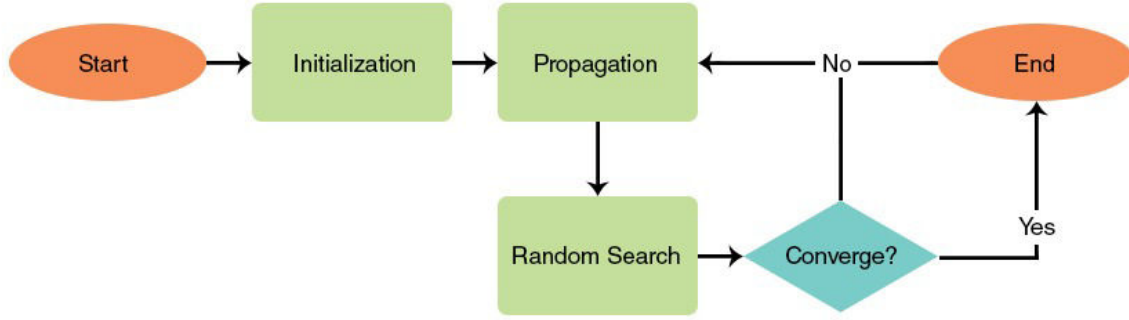 Start
Initialization
Propagation
No
End
Random Search
Converge?
Yes